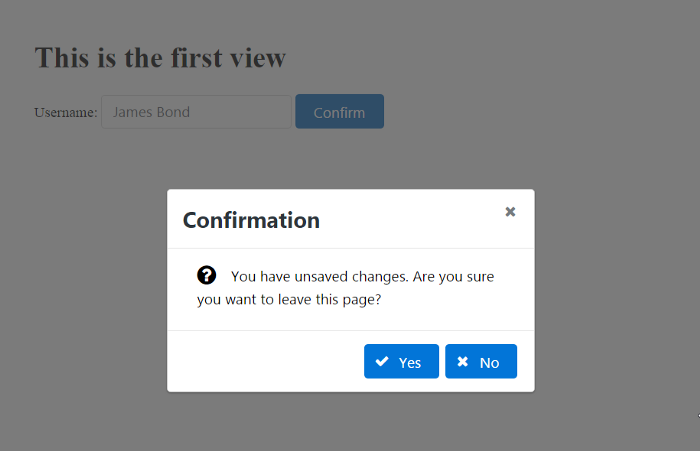 This is the first view
Username: James Bond Confirm
Confirmation
You have unsaved changes. Are you sure
you want to leave this page?
Yes No